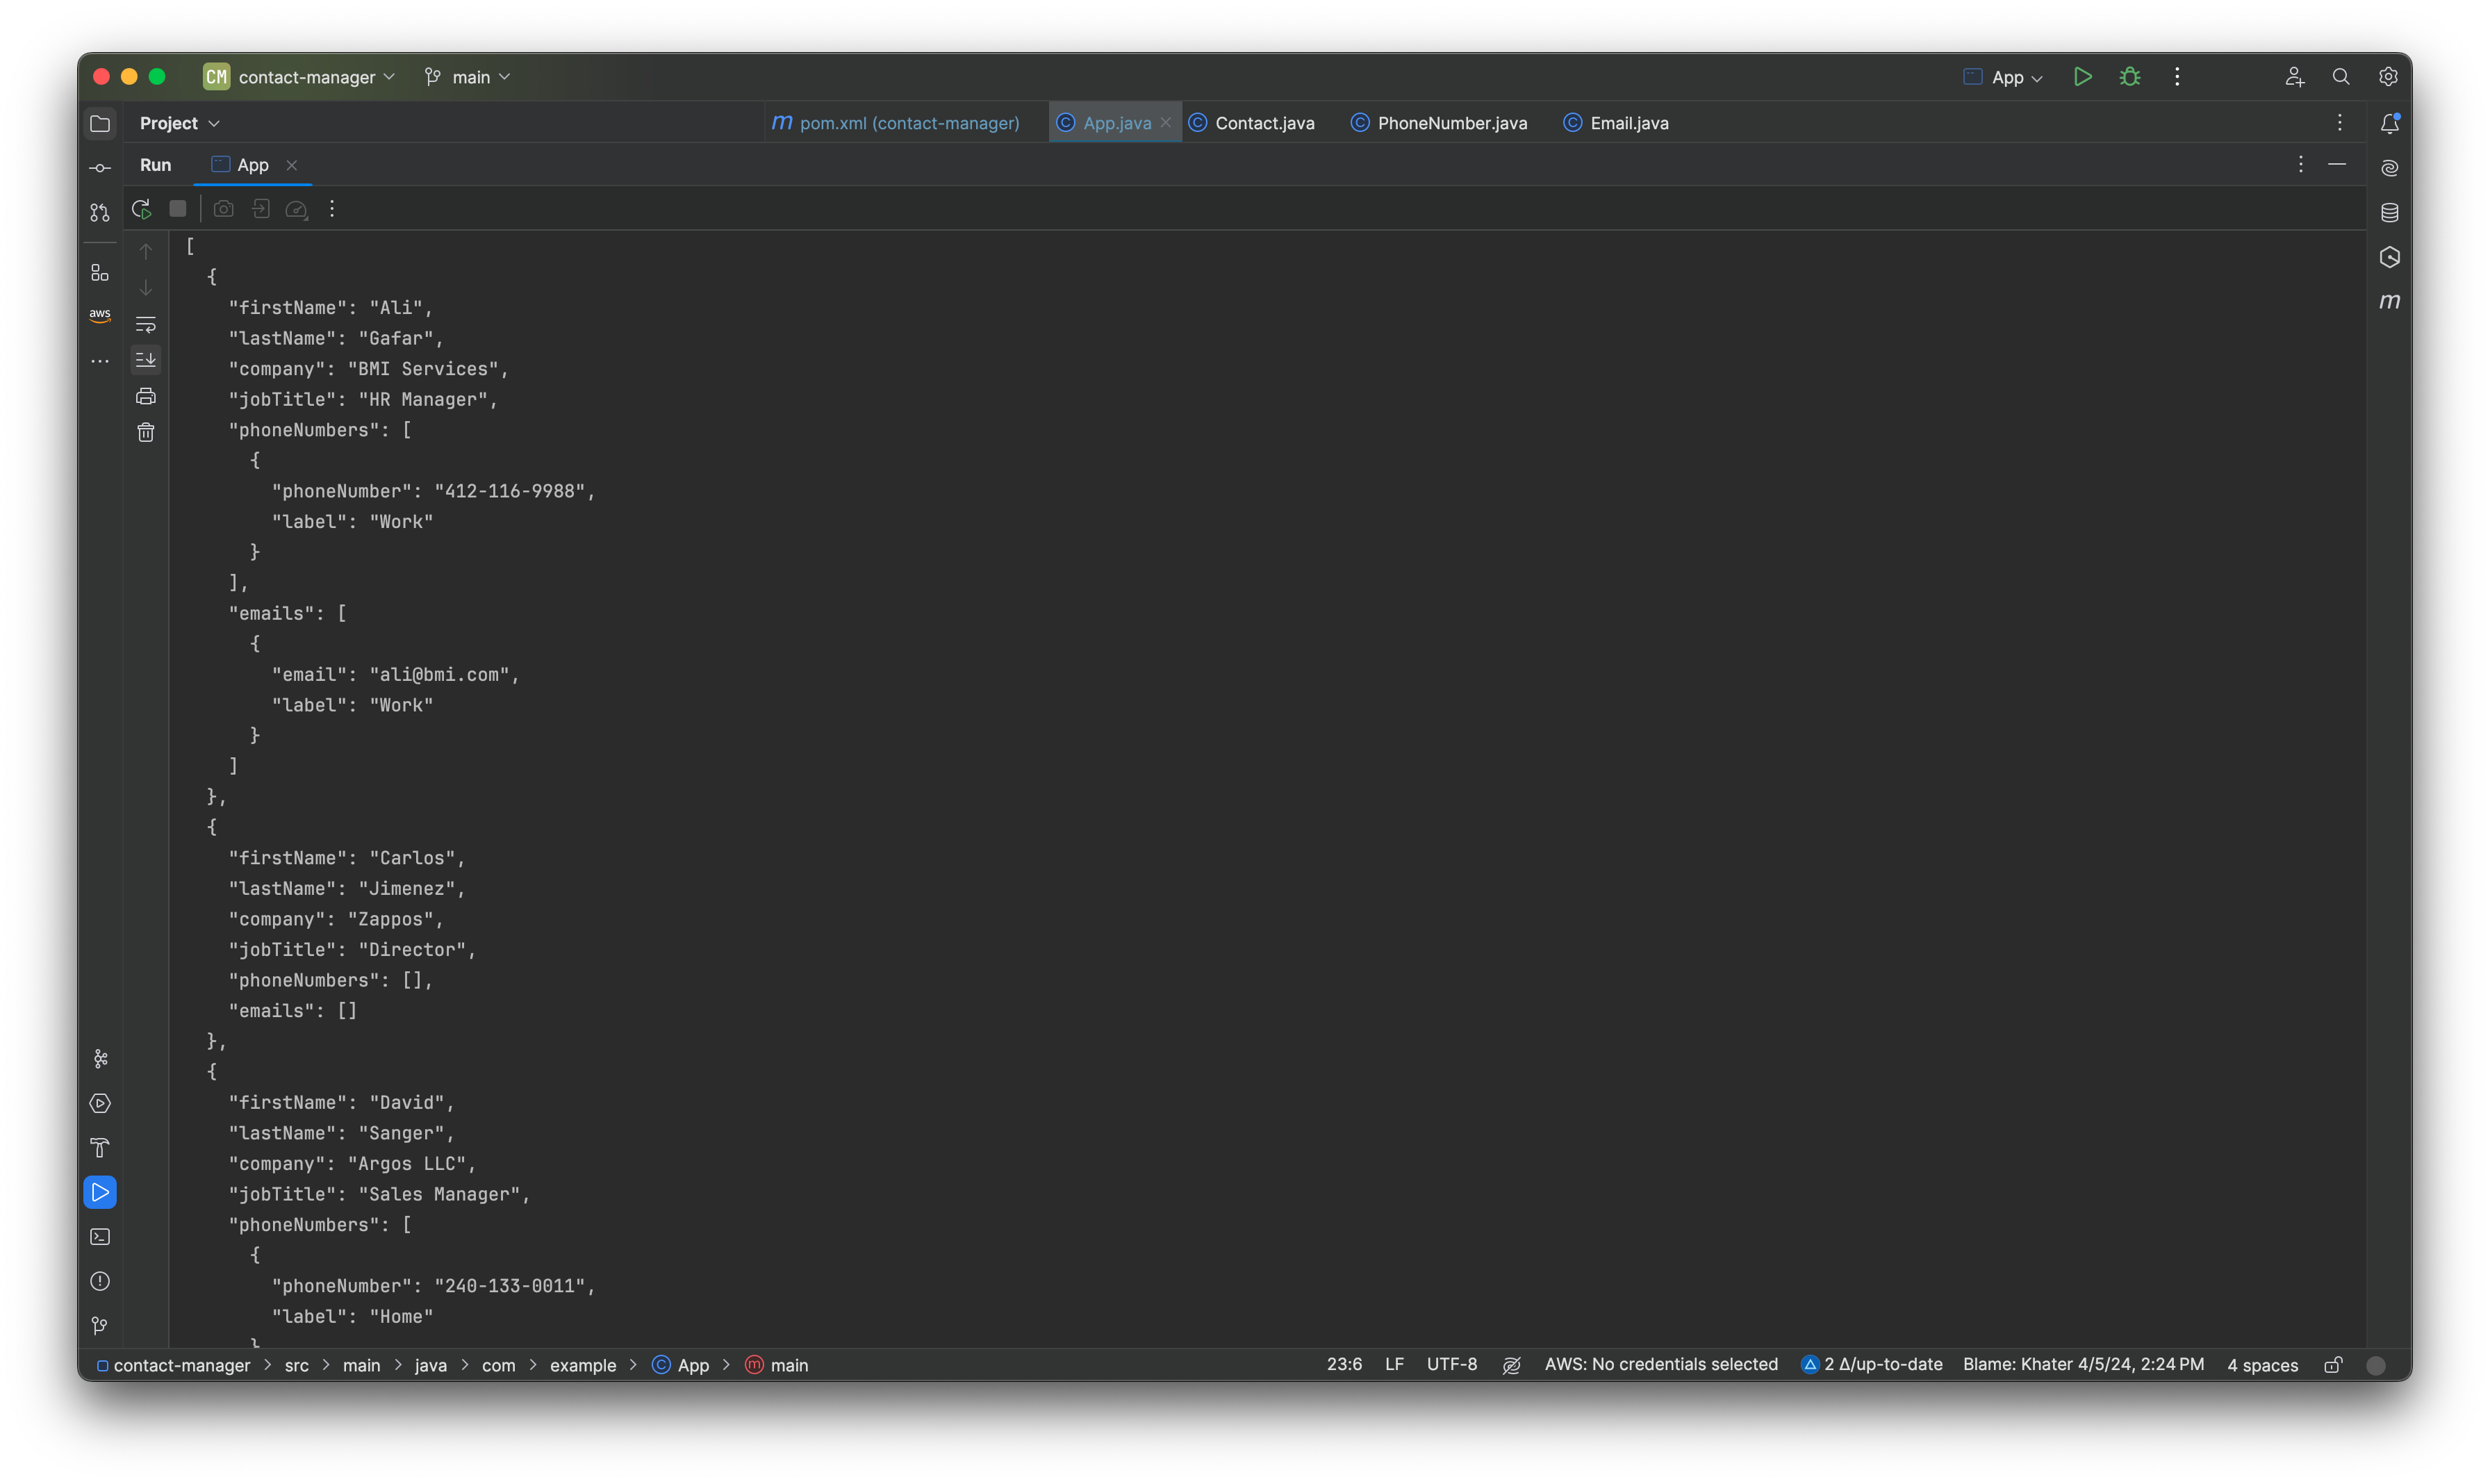 CM contact-manager main App
Project
m pom.xml (contact-manager) C App.java C Contact.java C PhoneNumber.java C Email.java
Run App
aws
m
[
  {
    "firstName": "Ali",
    "lastName": "Gafar",
    "company": "BMI Services",
    "jobTitle": "HR Manager",
    "phoneNumbers": [
      {
        "phoneNumber": "412-116-9988",
        "label": "Work"
      }
    ],
    "emails": [
      {
        "email": "ali@bmi.com",
        "label": "Work"
      }
    ]
  },
  {
    "firstName": "Carlos",
    "lastName": "Jimenez",
    "company": "Zappos",
    "jobTitle": "Director",
    "phoneNumbers": [],
    "emails": []
  },
  {
    "firstName": "David",
    "lastName": "Sanger",
    "company": "Argos LLC",
    "jobTitle": "Sales Manager",
    "phoneNumbers": [
      {
        "phoneNumber": "240-133-0011",
        "label": "Home"
      }
contact-manager > src > main > java > com > example > C App > m main 23:6 LF UTF-8 AWS: No credentials selected 2 Δ/up-to-date Blame: Khater 4/5/24, 2:24 PM 4 spaces